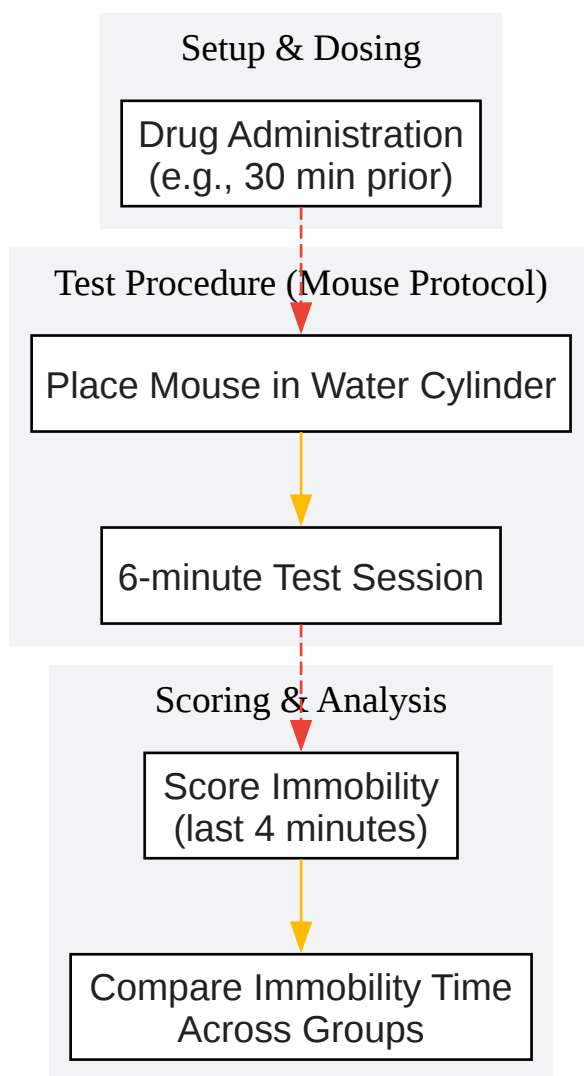 Setup & Dosing
Drug Administration
(e.g., 30 min prior)
Test Procedure (Mouse Protocol)
Place Mouse in Water Cylinder
6-minute Test Session
Scoring & Analysis
Score Immobility
(last 4 minutes)
Compare Immobility Time
Across Groups